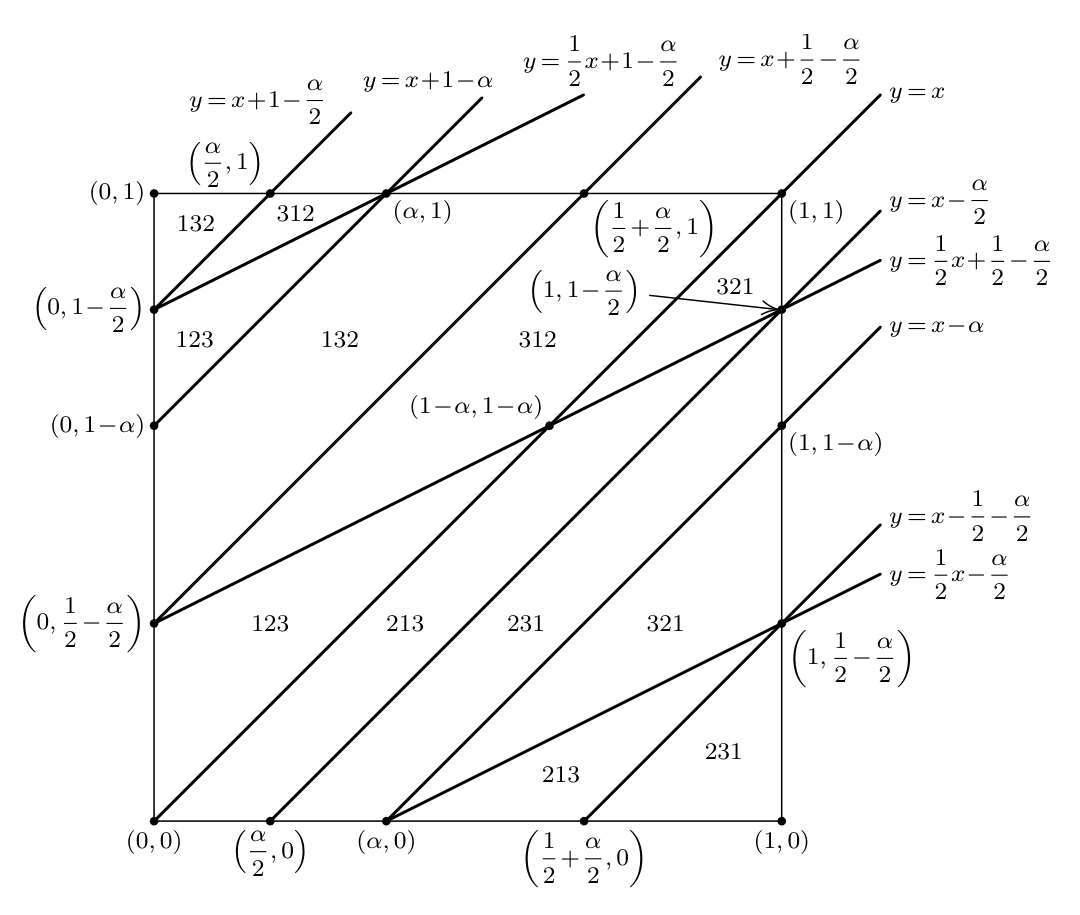 y = x+1−α/2
y = x+1−α
y = 1/2 x+1−α/2
y = x+1/2−α/2
y = x
(α/2, 1)
(0, 1)
132
312
(α, 1)
(1/2+α/2, 1)
(1, 1)
y = x−α/2
y = 1/2 x+1/2−α/2
(1, 1−α/2)
321
(0, 1−α/2)
123
132
312
y = x−α
(0, 1−α)
(1−α, 1−α)
(1, 1−α)
y = x−1/2−α/2
y = 1/2 x−α/2
(0, 1/2−α/2)
123
213
231
321
(1, 1/2−α/2)
213
231
(0, 0)
(α/2, 0)
(α, 0)
(1/2+α/2, 0)
(1, 0)